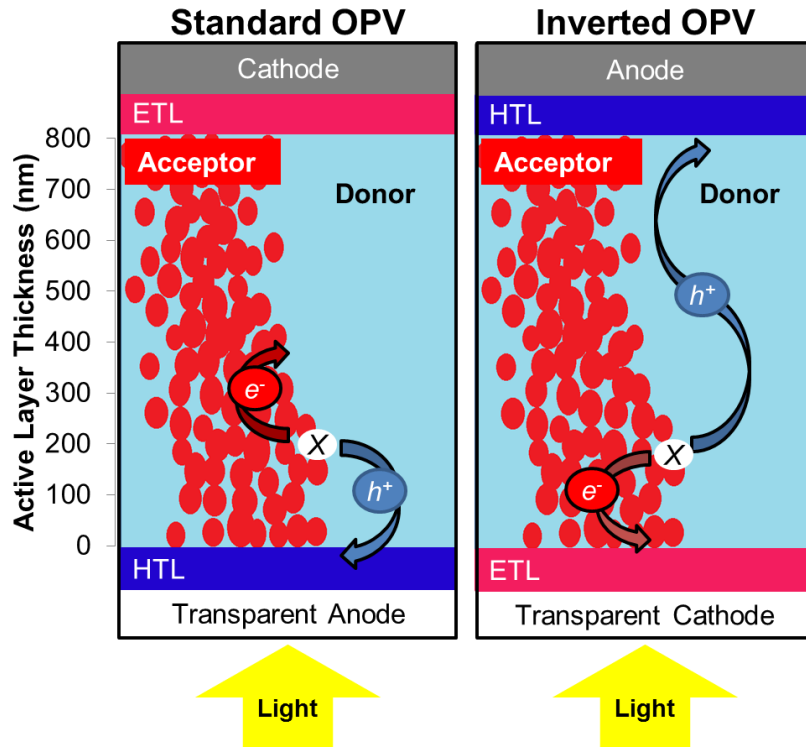 Standard OPV
Inverted OPV
Cathode
Anode
ETL
HTL
800
700
600
500
400
300
200
100
0
Active Layer Thickness (nm)
Acceptor
Donor
e-
X
h+
Acceptor
Donor
h+
X
e-
HTL
ETL
Transparent Anode
Transparent Cathode
Light
Light